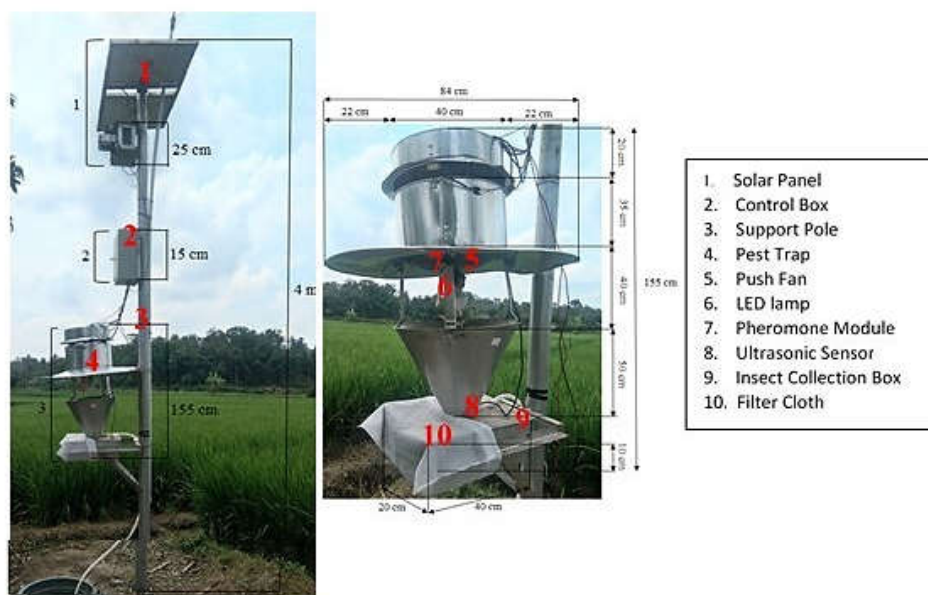 1
1
25 cm
2
2
15 cm
4 m
3
4
3
155 cm
84 cm
22 cm
40 cm
22 cm
20 cm
35 cm
7
5
6
40 cm
155 cm
50 cm
8
9
10
10 cm
20 cm
40 cm
1. Solar Panel
2. Control Box
3. Support Pole
4. Pest Trap
5. Push Fan
6. LED lamp
7. Pheromone Module
8. Ultrasonic Sensor
9. Insect Collection Box
10. Filter Cloth